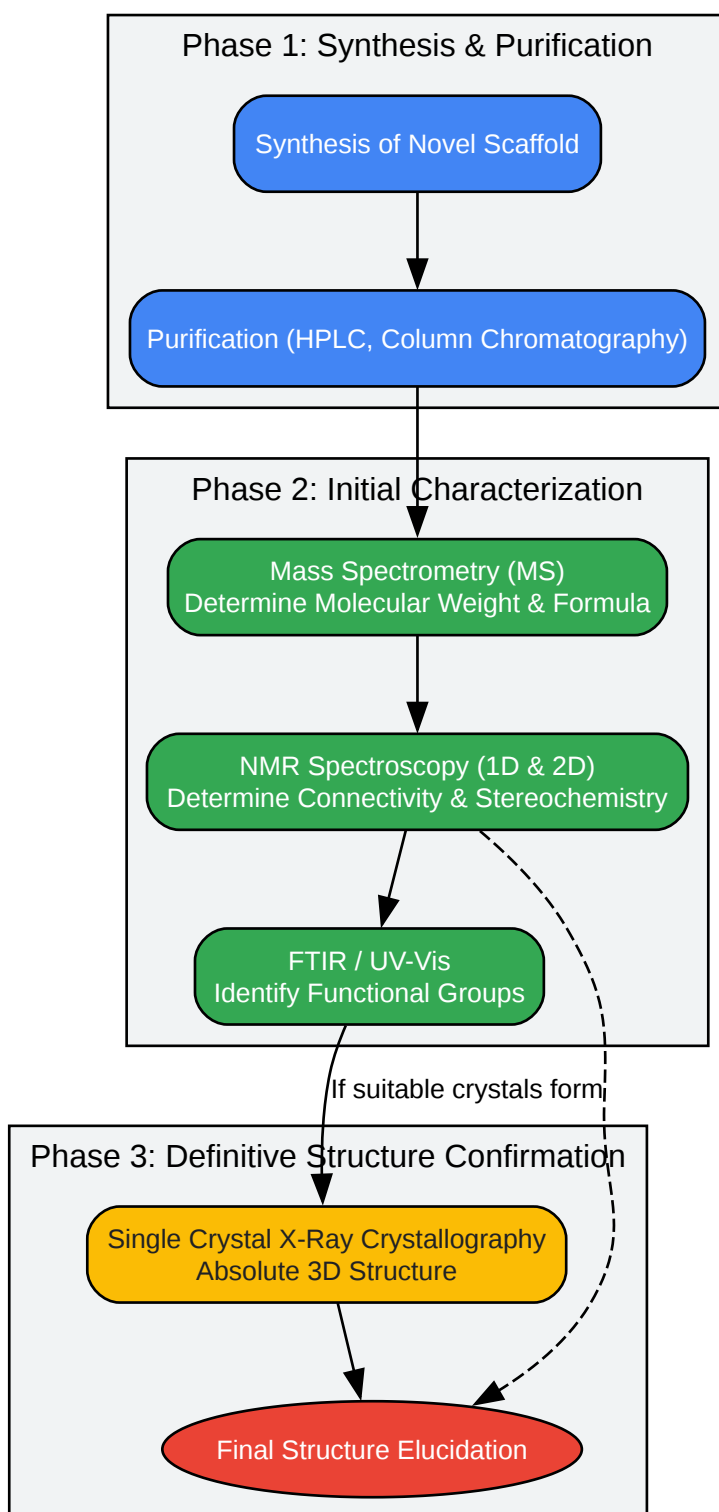 Phase 1: Synthesis & Purification
Synthesis of Novel Scaffold
Purification (HPLC, Column Chromatography)
Phase 2: Initial Characterization
Mass Spectrometry (MS)
Determine Molecular Weight & Formula
NMR Spectroscopy (1D & 2D)
Determine Connectivity & Stereochemistry
FTIR / UV-Vis
Identify Functional Groups
If suitable crystals form
Phase 3: Definitive Structure Confirmation
Single Crystal X-Ray Crystallography
Absolute 3D Structure
Final Structure Elucidation